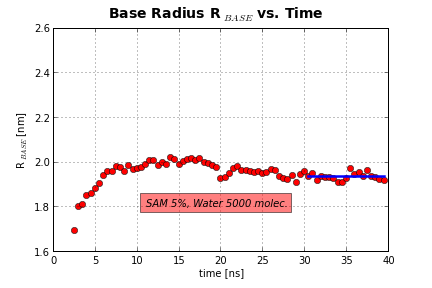 Base Radius R BASE vs. Time
2.6
2.4
2.2
2.0
1.8
1.6
R BASE [nm]
SAM 5%, Water 5000 molec.
0 5 10 15 20 25 30 35 40
time [ns]